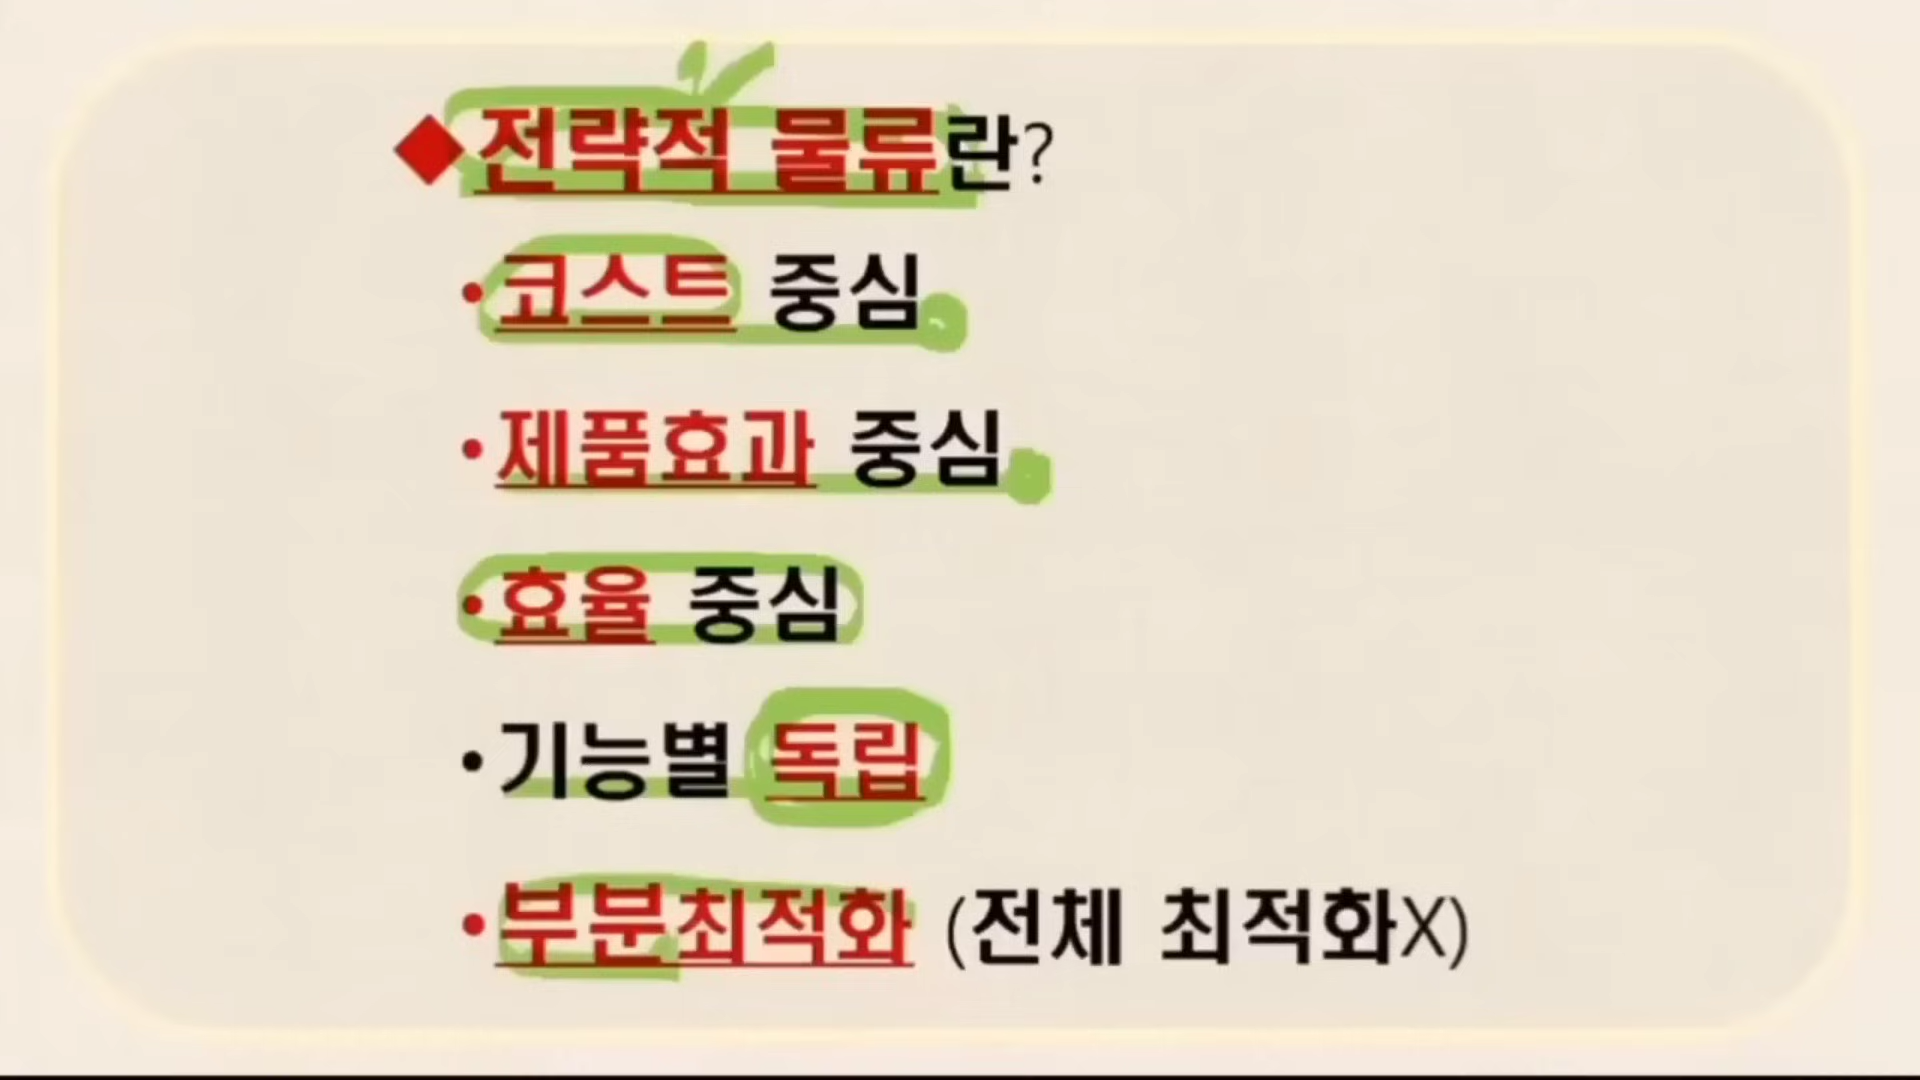 ◆전략적 물류란?
•코스트 중심
•제품효과 중심
•효율 중심
•기능별 독립
•부분최적화 (전체 최적화X)